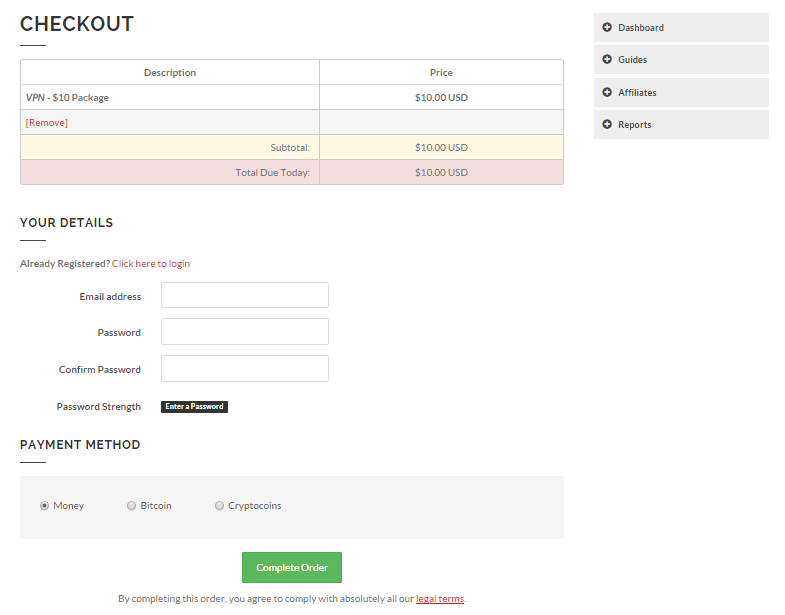 CHECKOUT
Description Price
VPN - $10 Package $10.00 USD
[Remove]
Subtotal: $10.00 USD
Total Due Today: $10.00 USD
YOUR DETAILS
Already Registered? Click here to login
Email address
Password
Confirm Password
Password Strength Enter a Password
PAYMENT METHOD
Money Bitcoin Cryptocoins
Complete Order
By completing this order, you agree to comply with absolutely all our legal terms.
Dashboard
Guides
Affiliates
Reports